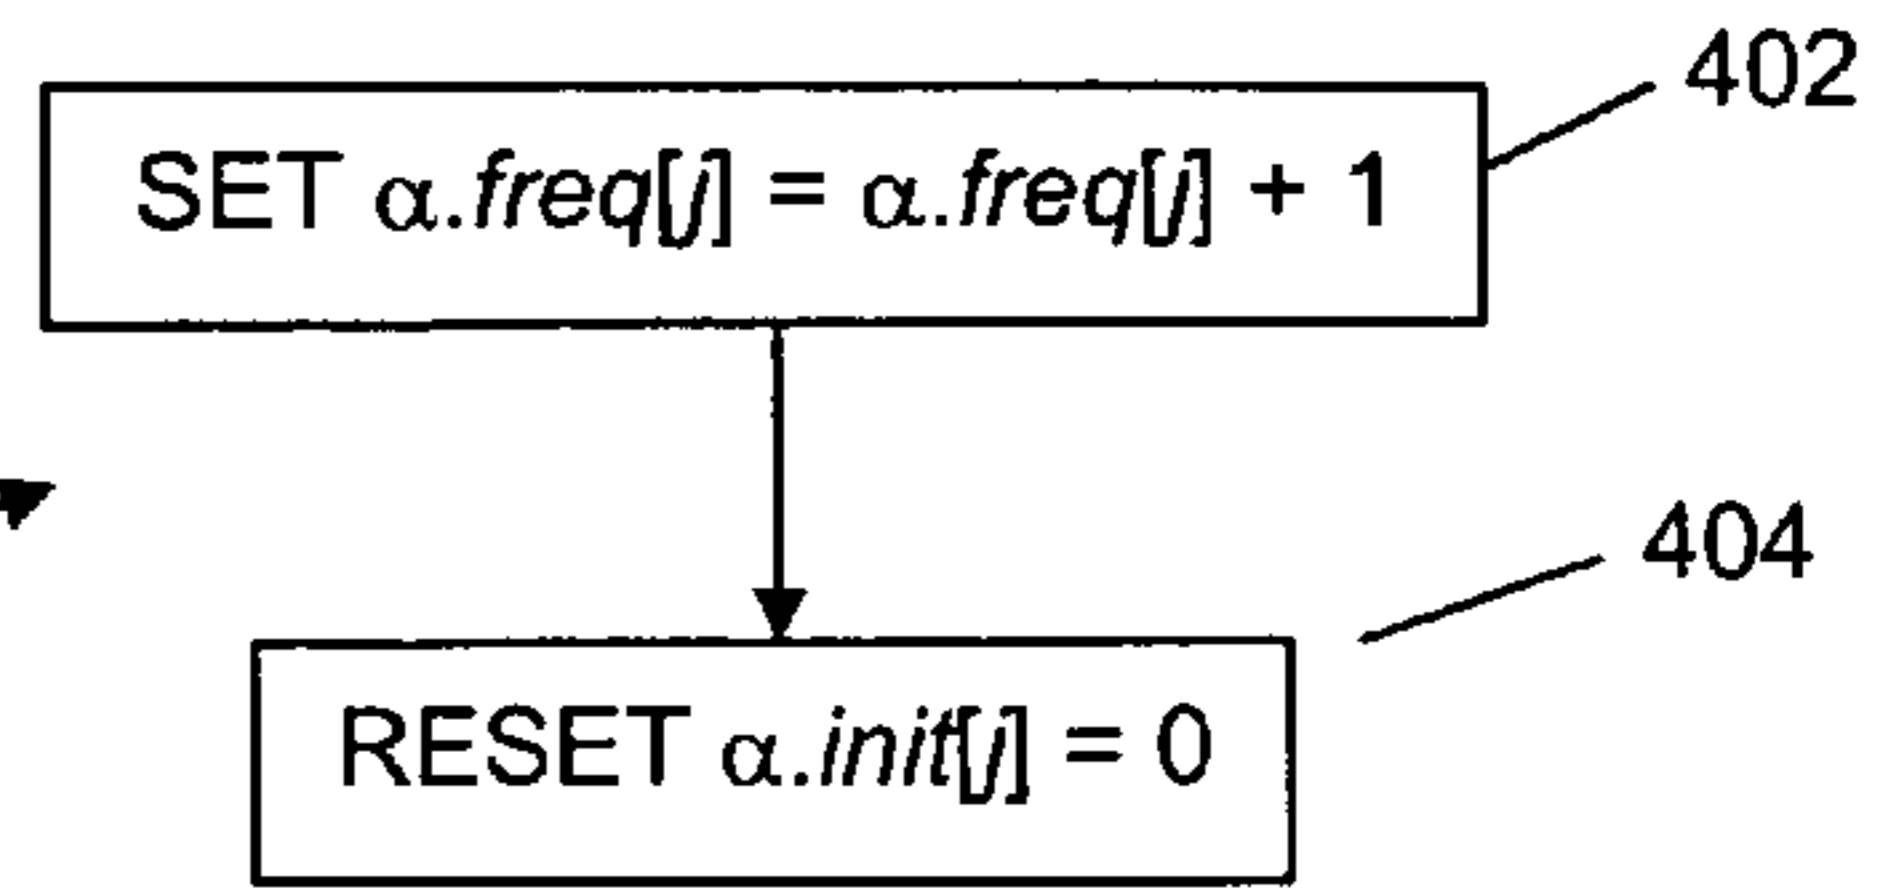 402
SET α.freq[j] = α.freq[j] + 1
404
RESET α.init[j] = 0